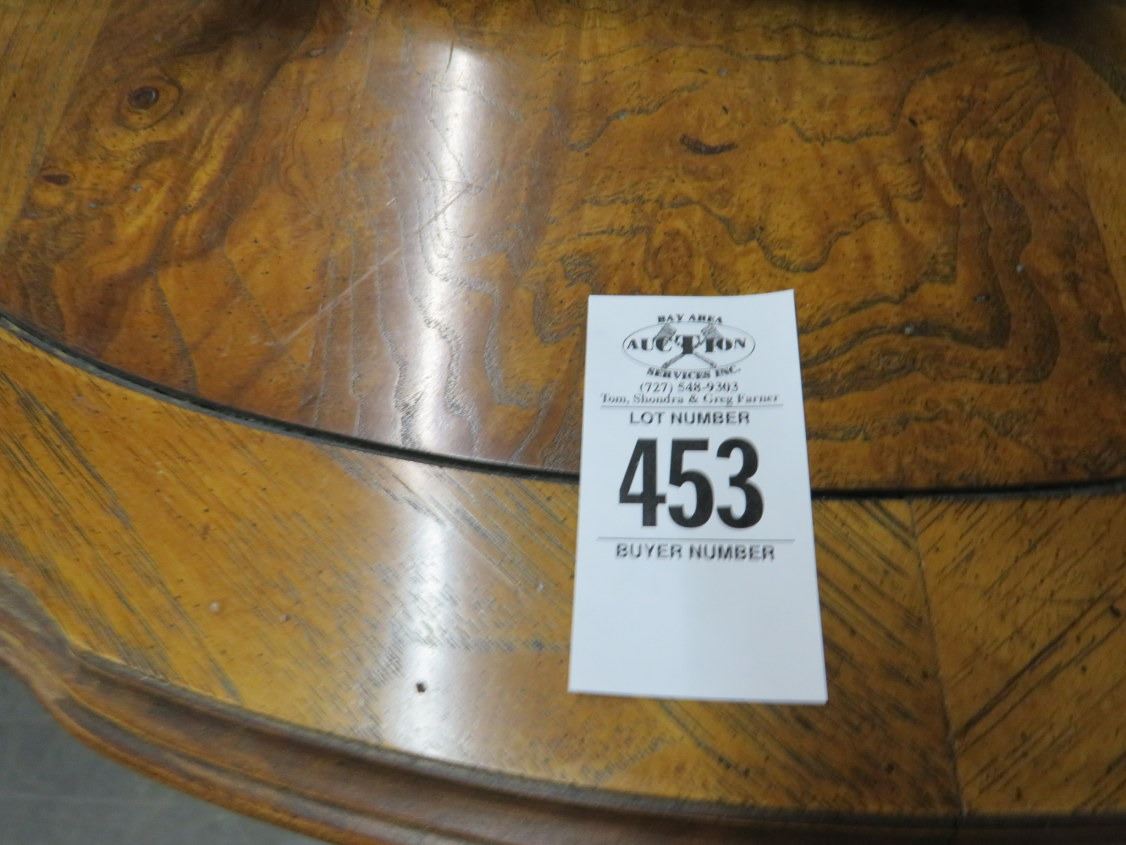 BAY AREA
AUCTION
SERVICES INC.
(727) 548-9303
Tom, Shondra & Greg Farner
LOT NUMBER
453
BUYER NUMBER